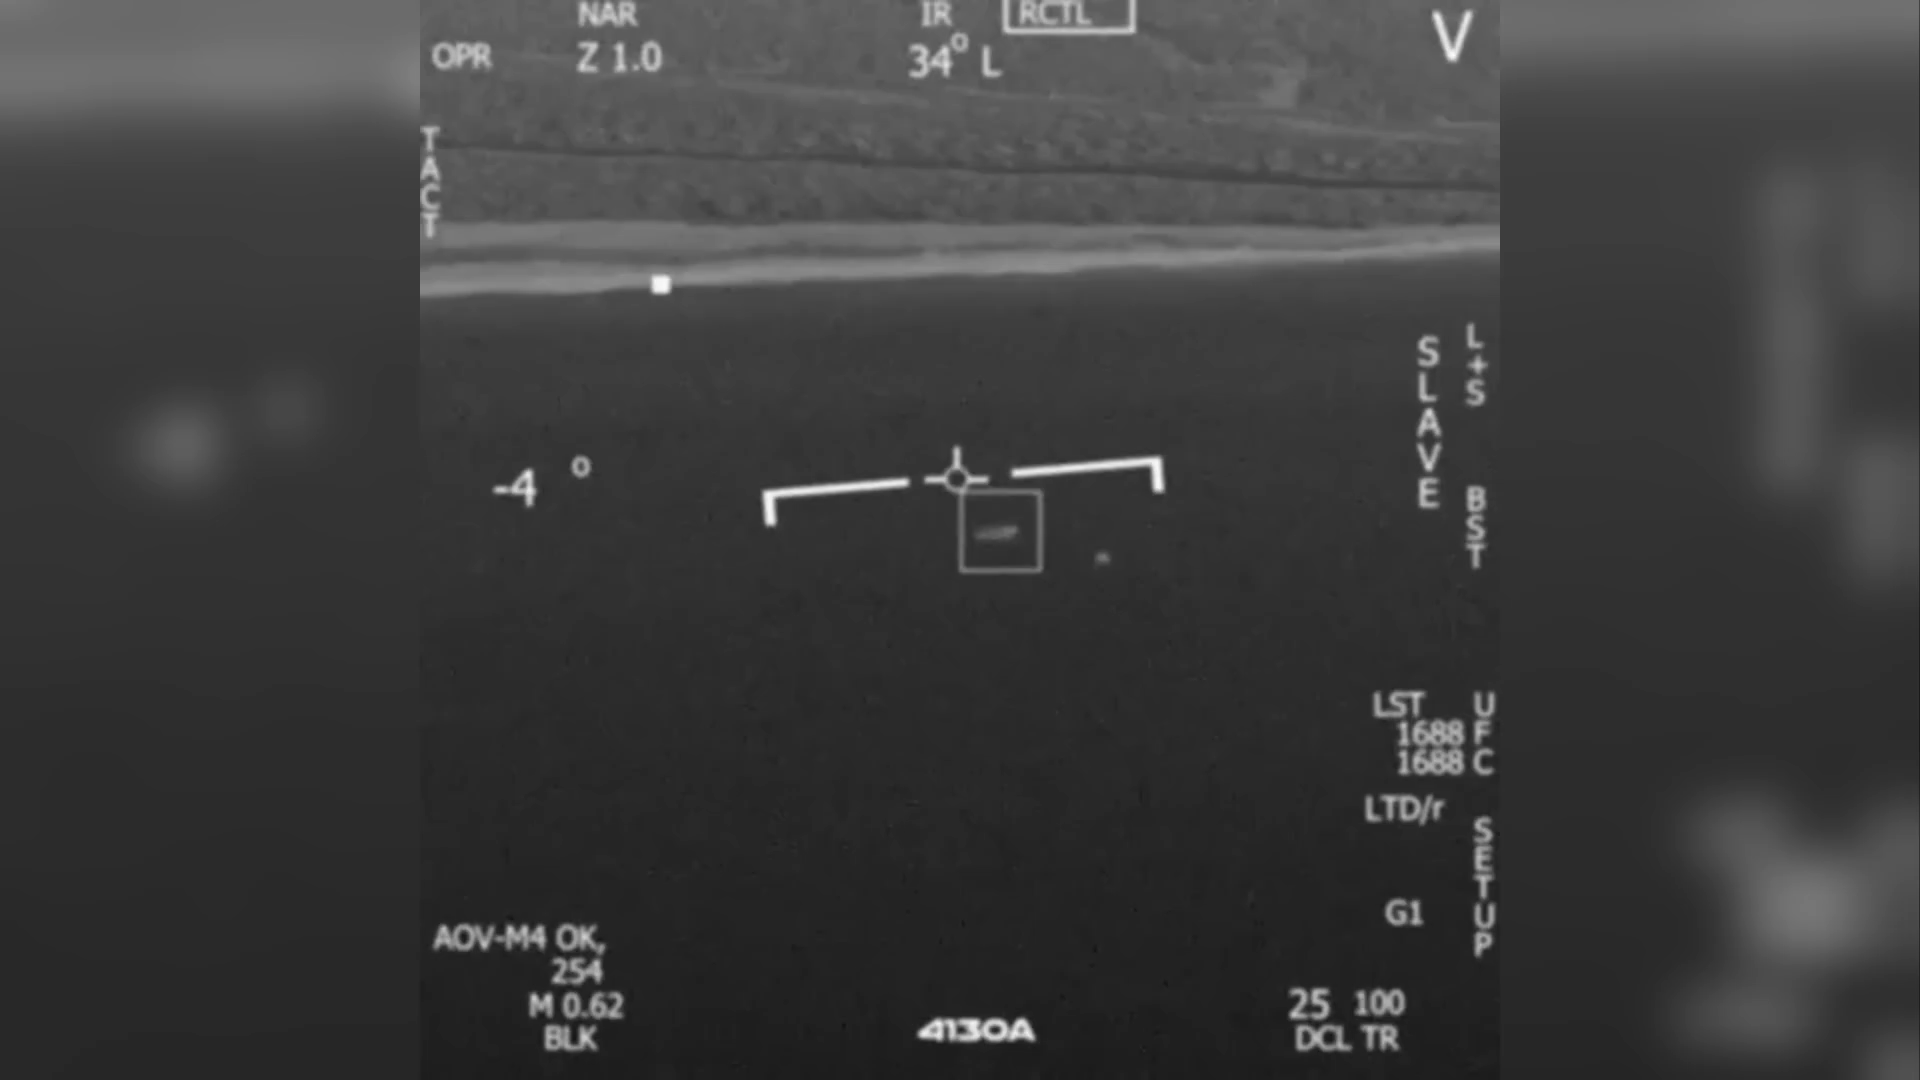 NAR
IR
RCTL
OPR
Z 1.0
34° L
V
TACT
SLAVE
L+S
-4 °
BST
LST
1688
1688
UFC
LTD/r
SETUP
G1
AOV-M4 OK,
254
M 0.62
BLK
4130A
25 100
DCL TR